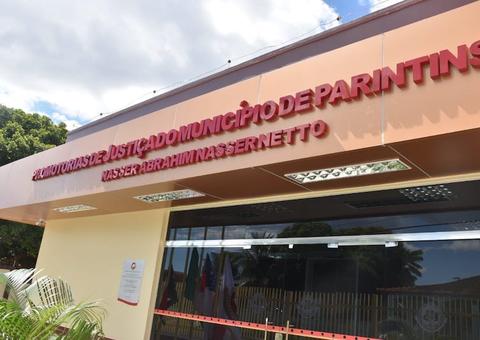 PROMOTORIAS DE JUSTIÇA DO MUNICÍPIO DE PARINTINS
NASSER ABRAHIM NASSER NETTO